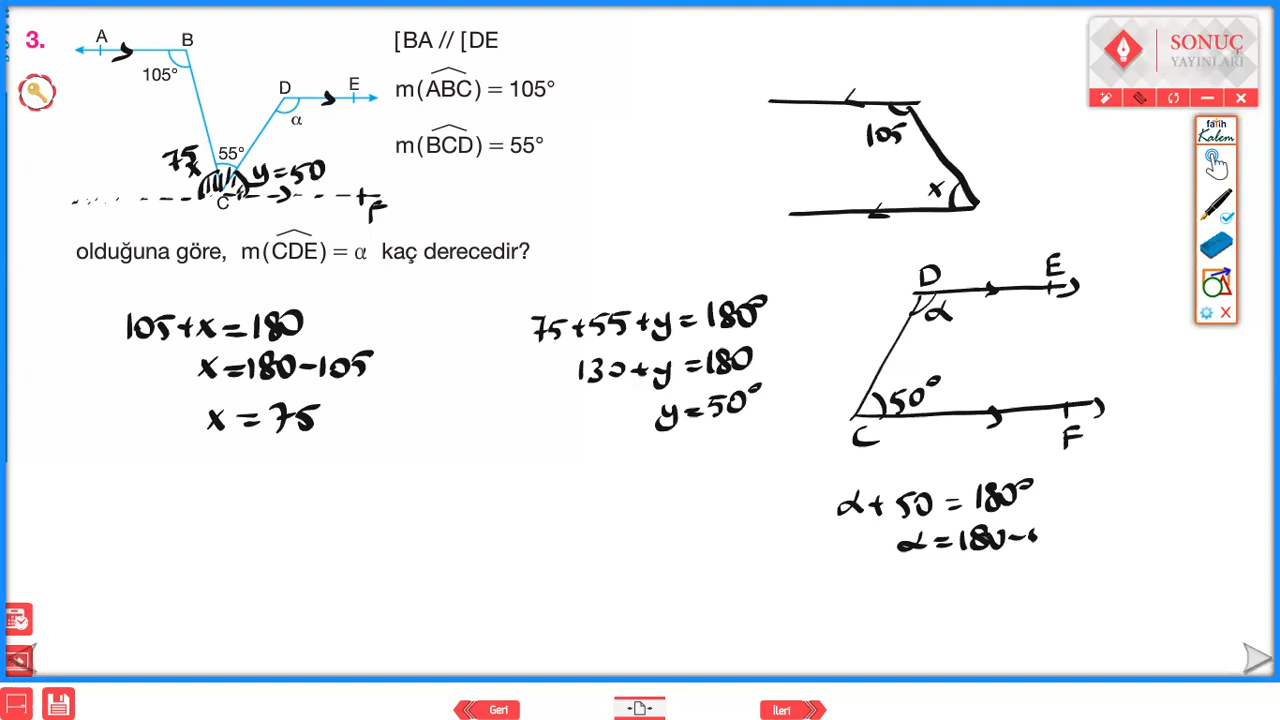 3.
A
B
105°
D
E
α
55°
75
x
y=50
C
F
[BA // [DE
m(ABC) = 105°
m(BCD) = 55°
olduğuna göre, m(CDE) = α kaç derecedir?
105+x=180
x=180-105
x=75
75+55+y=180°
130+y=180
y=50°
105
x
D
E
α
50°
C
F
α+50=180°
α=180-
SONUÇ
YAYINLARI
fatih
Kalem
Geri
İleri